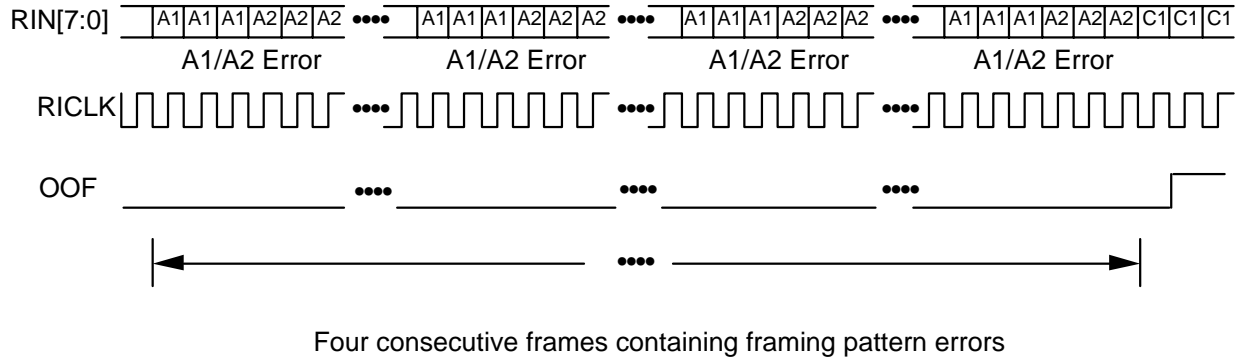 RIN[7:0] A1 A1 A1 A2 A2 A2 •••• A1 A1 A1 A2 A2 A2 •••• A1 A1 A1 A2 A2 A2 •••• A1 A1 A1 A2 A2 A2 C1 C1 C1
A1/A2 Error A1/A2 Error A1/A2 Error A1/A2 Error
RICLK •••• •••• ••••
OOF •••• •••• ••••
••••
Four consecutive frames containing framing pattern errors